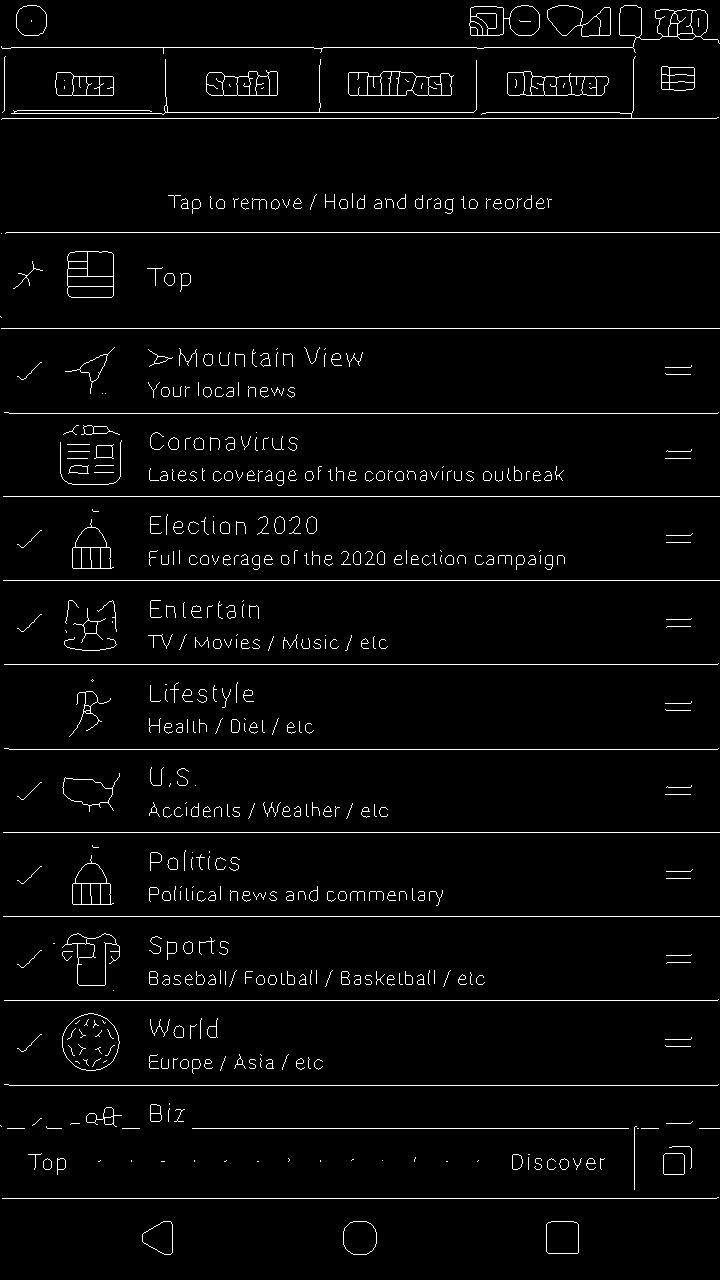 7:20
Buzz Social HuffPost Discover
Tap to remove / Hold and drag to reorder
Top
Mountain View
Your local news
Coronavirus
Latest coverage of the coronavirus outbreak
Election 2020
Full coverage of the 2020 election campaign
Entertain
TV / Movies / Music / etc
Lifestyle
Health / Diet / etc
U.S.
Accidents / Weather / etc
Politics
Political news and commentary
Sports
Baseball/ Football / Basketball / etc
World
Europe / Asia / etc
Biz
Top Discover